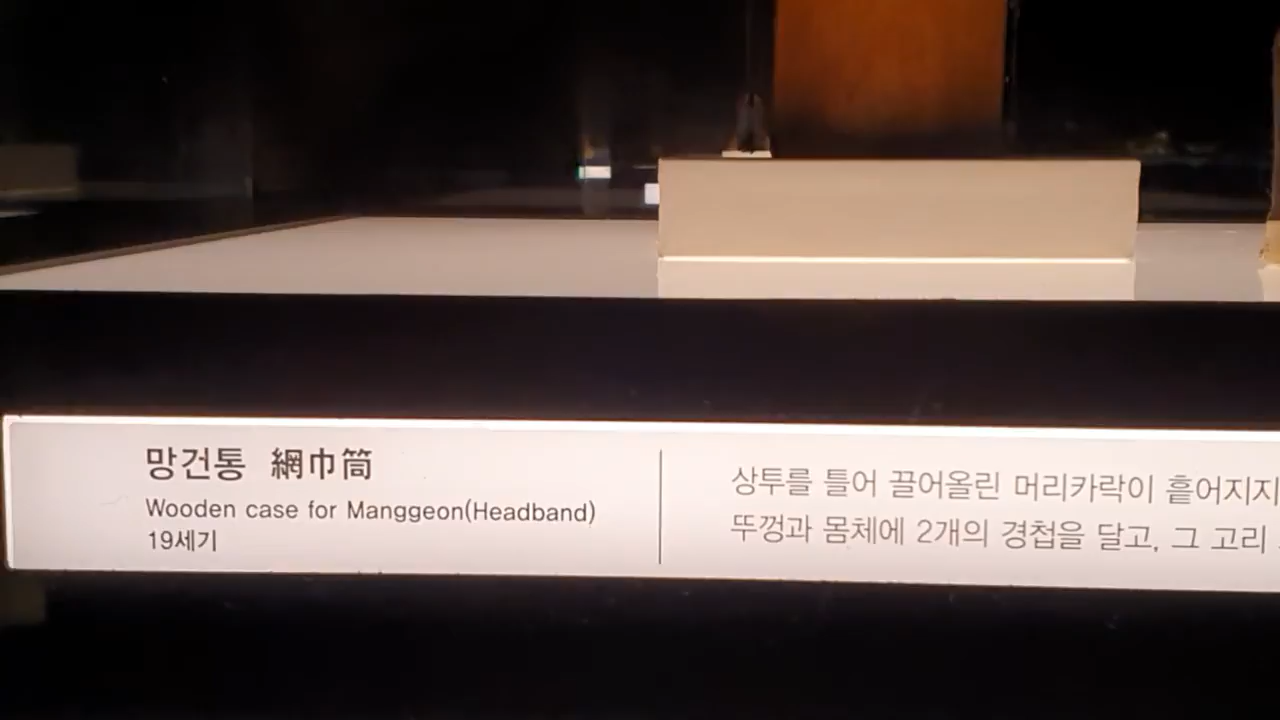 망건통 網巾筒
Wooden case for Manggeon(Headband)
19세기
상투를 틀어 끌어올린 머리카락이 흩어지지
뚜껑과 몸체에 2개의 경첩을 달고, 그 고리